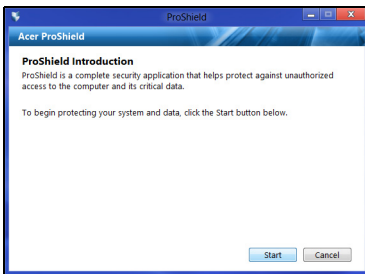 ProShield
Acer ProShield
ProShield Introduction
ProShield is a complete security application that helps protect against unauthorized
access to the computer and its critical data.
To begin protecting your system and data, click the Start button below.
Start Cancel